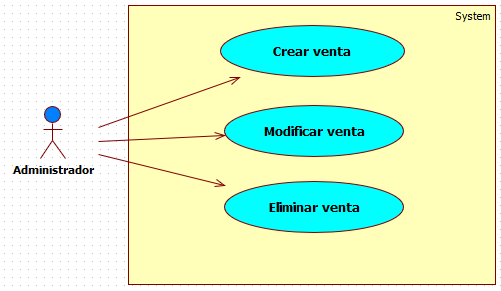 System
Crear venta
Modificar venta
Administrador
Eliminar venta